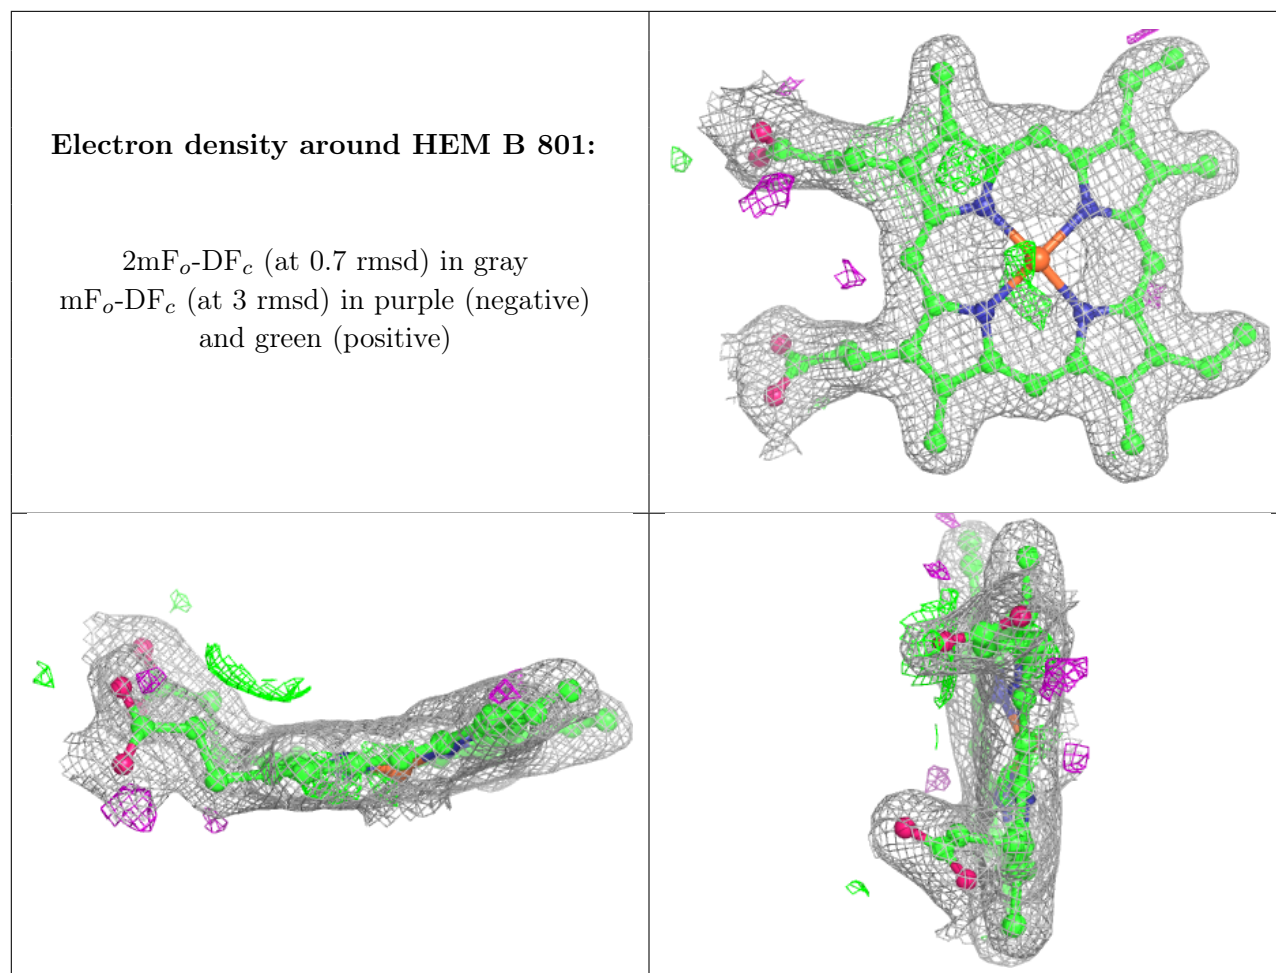 Electron density around HEM B 801:
2mFo-DFc (at 0.7 rmsd) in gray
mFo-DFc (at 3 rmsd) in purple (negative)
and green (positive)